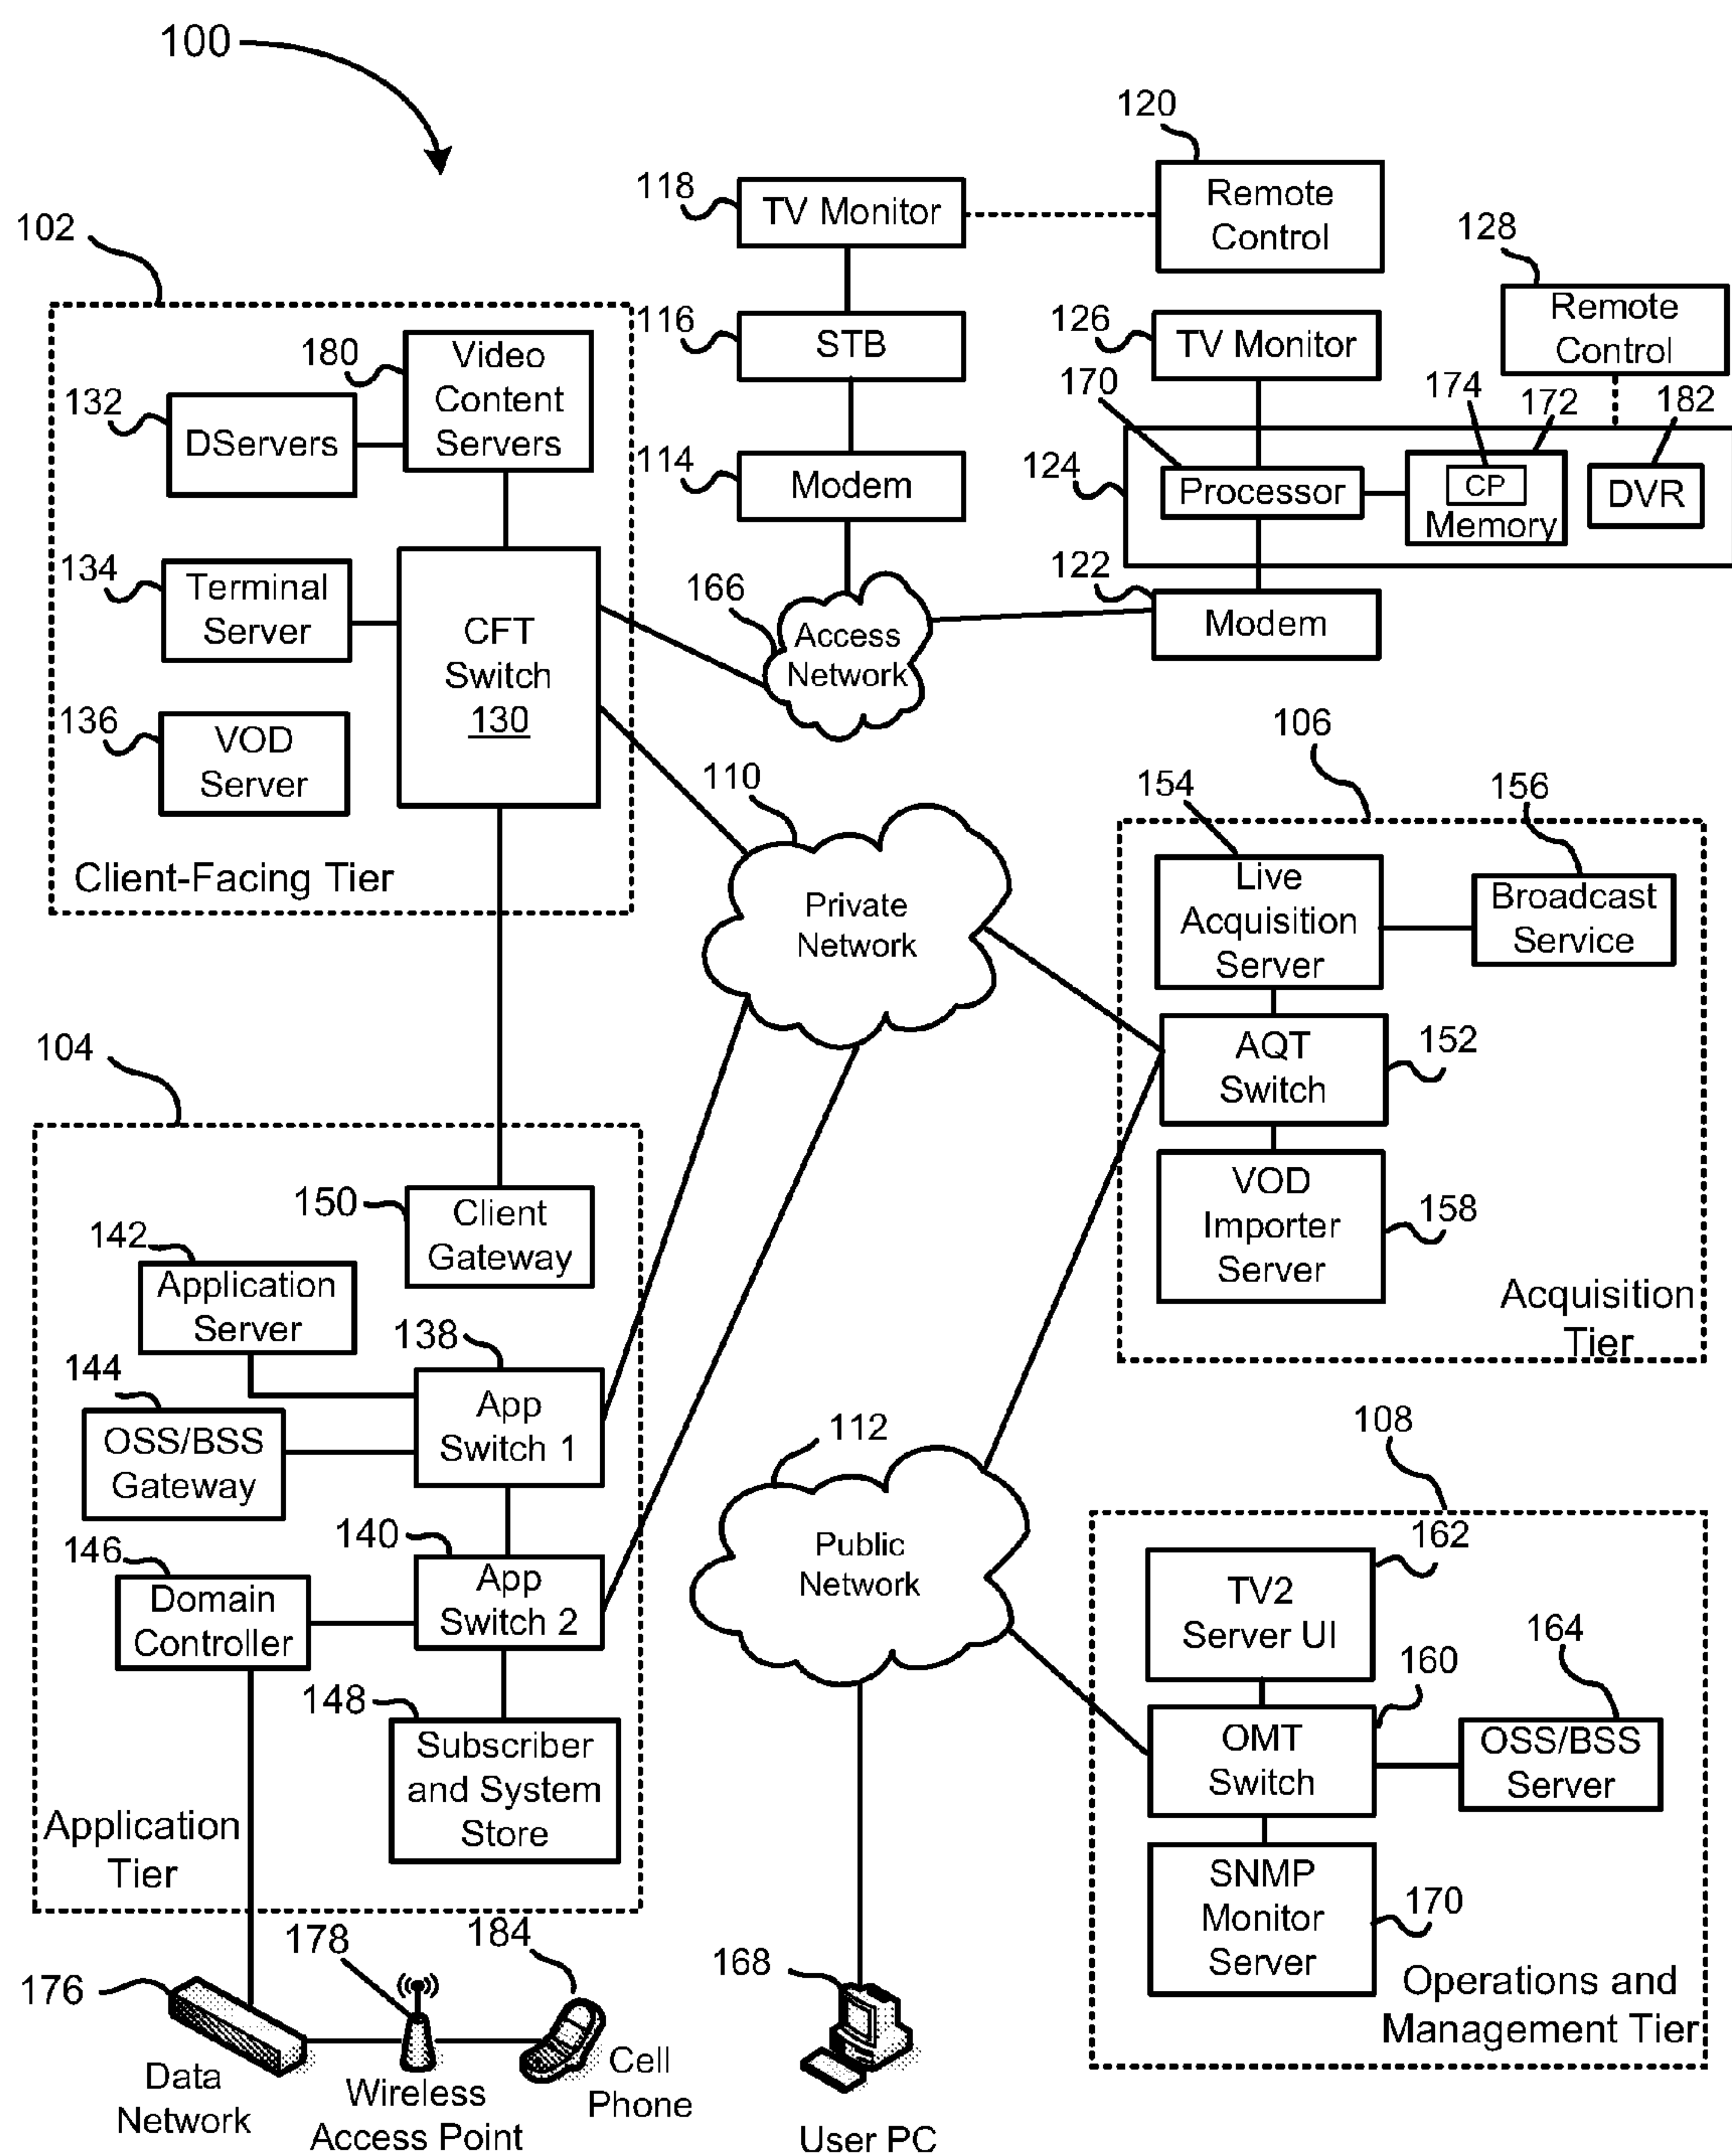 100
120
118
TV Monitor
Remote
Control
102
128
Remote
Control
116
STB
126
TV Monitor
180
Video
Content
Servers
170
174
172
182
132
DServers
114
Modem
124
Processor
CP
Memory
DVR
134
Terminal
Server
122
Modem
166
Access
Network
CFT
Switch
130
136
VOD
Server
110
106
154
156
Client-Facing Tier
Private
Network
Live
Acquisition
Server
Broadcast
Service
104
AQT
Switch
152
150
Client
Gateway
VOD
Importer
Server
158
142
Application
Server
Acquisition
Tier
138
144
App
Switch 1
OSS/BSS
Gateway
112
108
140
146
162
App
Switch 2
Domain
Controller
Public
Network
TV2
Server UI
164
160
148
Subscriber
and System
Store
OMT
Switch
OSS/BSS
Server
Application
Tier
SNMP
Monitor
Server
170
178
184
176
168
Operations and
Management Tier
Data
Network
Wireless
Access Point
Cell
Phone
User PC